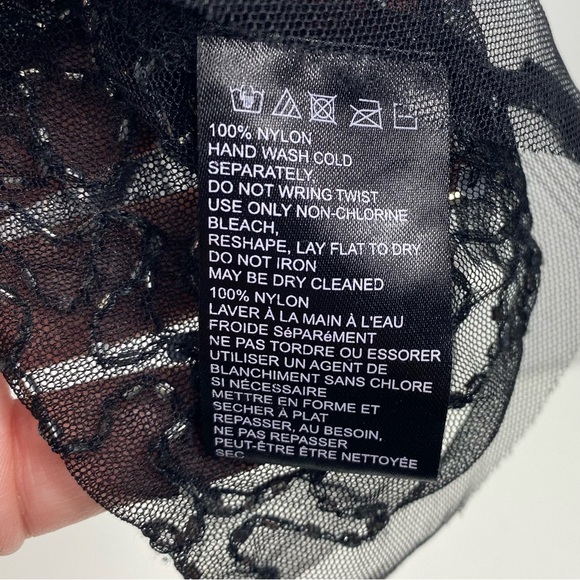 100% NYLON
HAND WASH COLD
SEPARATELY.
DO NOT WRING TWIST
USE ONLY NON-CHLORINE
BLEACH,
RESHAPE, LAY FLAT TO DRY
DO NOT IRON
MAY BE DRY CLEANED
100% NYLON
LAVER À LA MAIN À L'EAU
FROIDE SéPARéMENT
NE PAS TORDRE OU ESSORER
UTILISER UN AGENT DE
BLANCHIMENT SANS CHLORE
SI NÉCESSAIRE
METTRE EN FORME ET
SECHER A PLAT
REPASSER, AU BESOIN,
NE PAS REPASSER
PEUT-ÊTRE ÊTRE NETTOYÉE
SEC